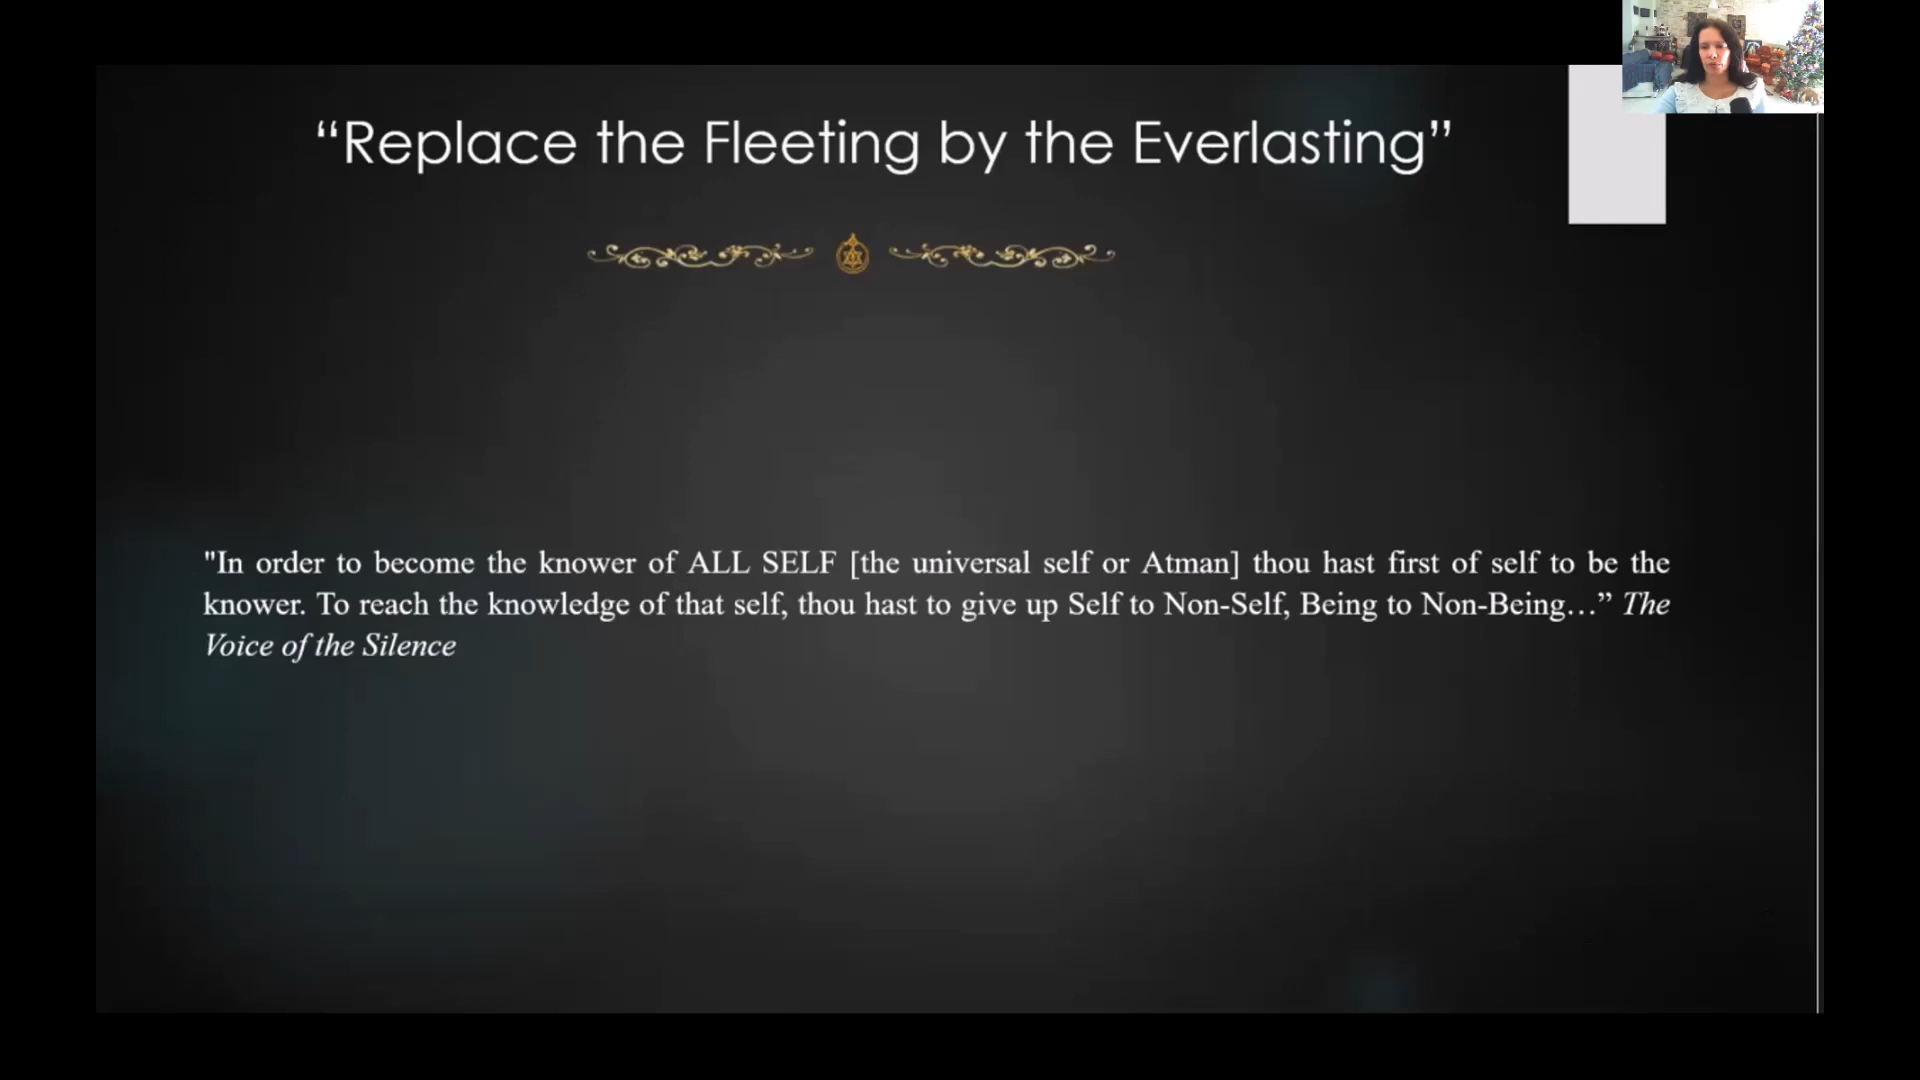 “Replace the Fleeting by the Everlasting”
"In order to become the knower of ALL SELF [the universal self or Atman] thou hast first of self to be the
knower. To reach the knowledge of that self, thou hast to give up Self to Non-Self, Being to Non-Being…” The
Voice of the Silence